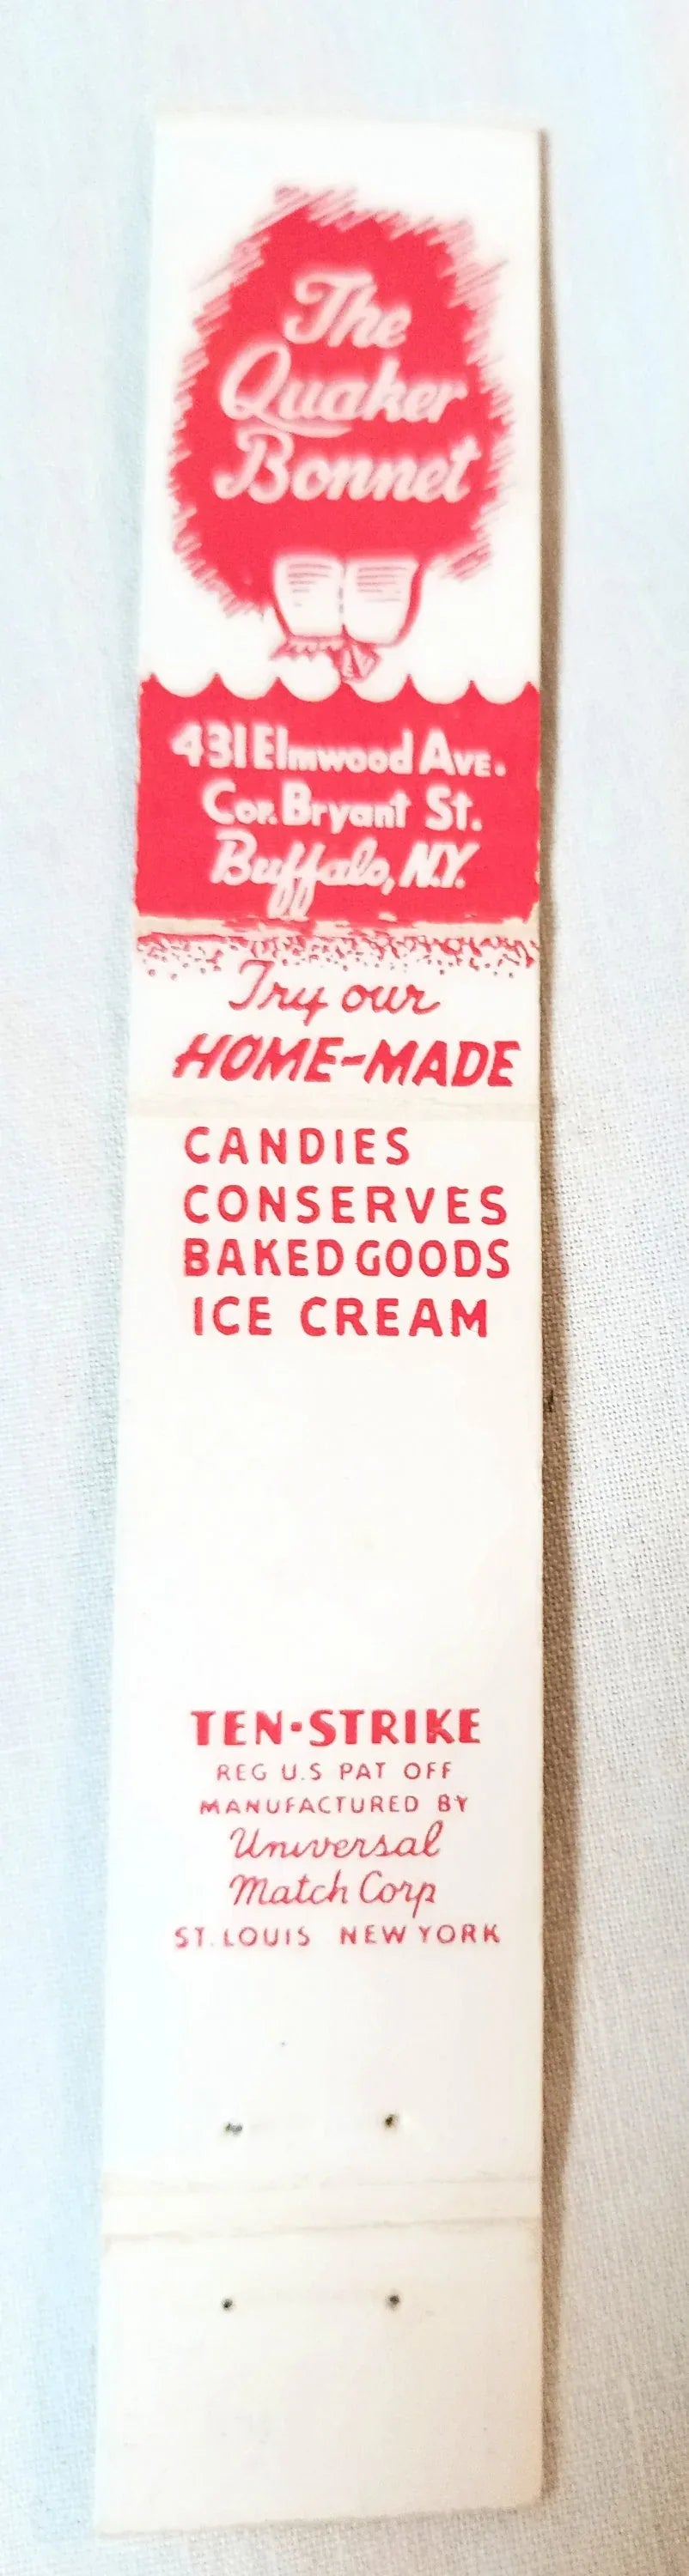 The
Quaker
Bonnet
431 Elmwood Ave.
Cor. Bryant St.
Buffalo, N.Y.
Try our
HOME-MADE
CANDIES
CONSERVES
BAKED GOODS
ICE CREAM
TEN-STRIKE
REG U.S PAT OFF
MANUFACTURED BY
Universal
Match Corp
ST. LOUIS NEW YORK